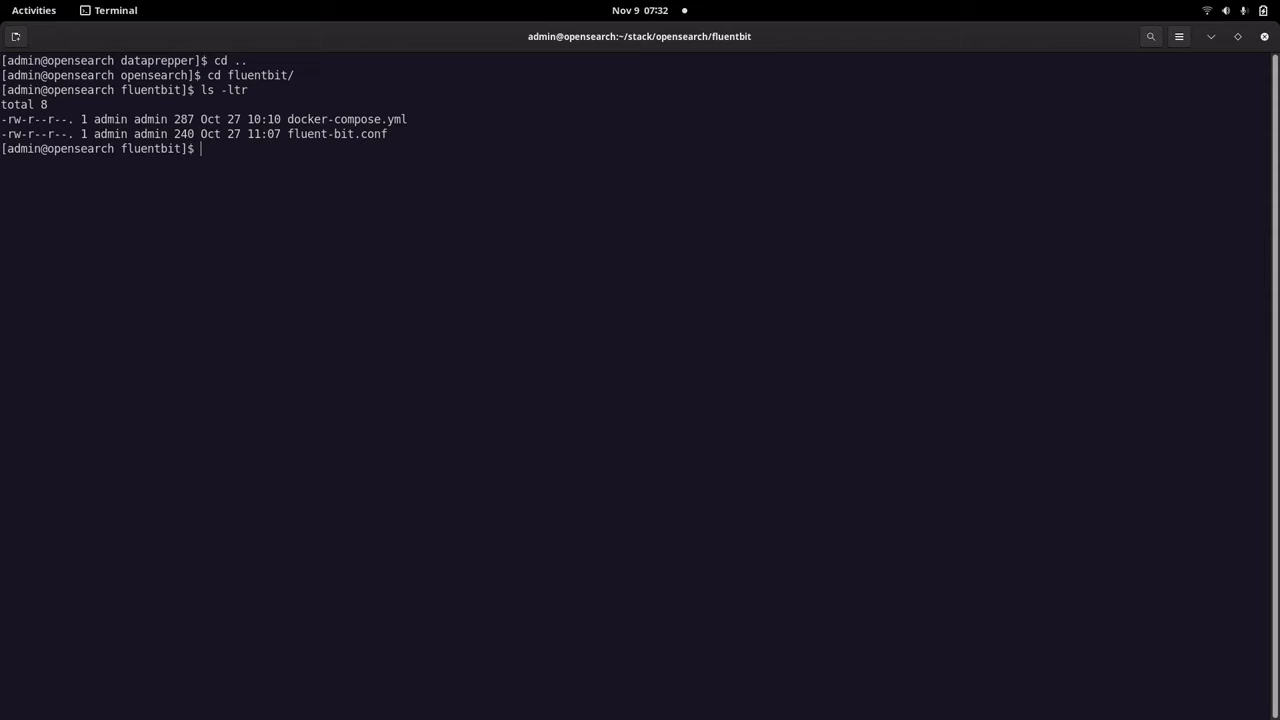 Activities Terminal Nov 9 07:32
admin@opensearch:~/stack/opensearch/fluentbit
[admin@opensearch dataprepper]$ cd ..
[admin@opensearch opensearch]$ cd fluentbit/
[admin@opensearch fluentbit]$ ls -ltr
total 8
-rw-r--r--. 1 admin admin 287 Oct 27 10:10 docker-compose.yml
-rw-r--r--. 1 admin admin 240 Oct 27 11:07 fluent-bit.conf
[admin@opensearch fluentbit]$